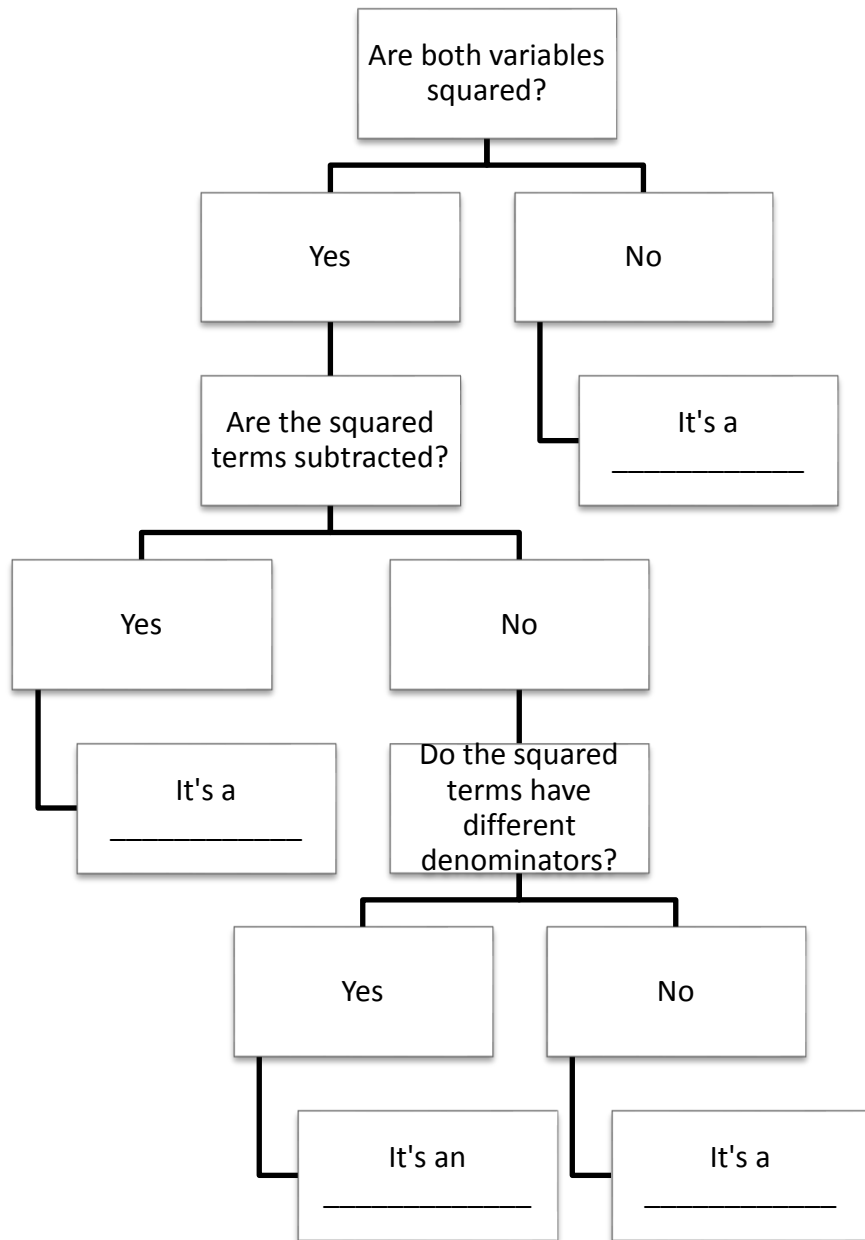 Are both variables
squared?
Yes
No
Are the squared
terms subtracted?
It's a
____________
Yes
No
It's a
____________
Do the squared
terms have
different
denominators?
Yes
No
It's an
_____________
It's a
____________